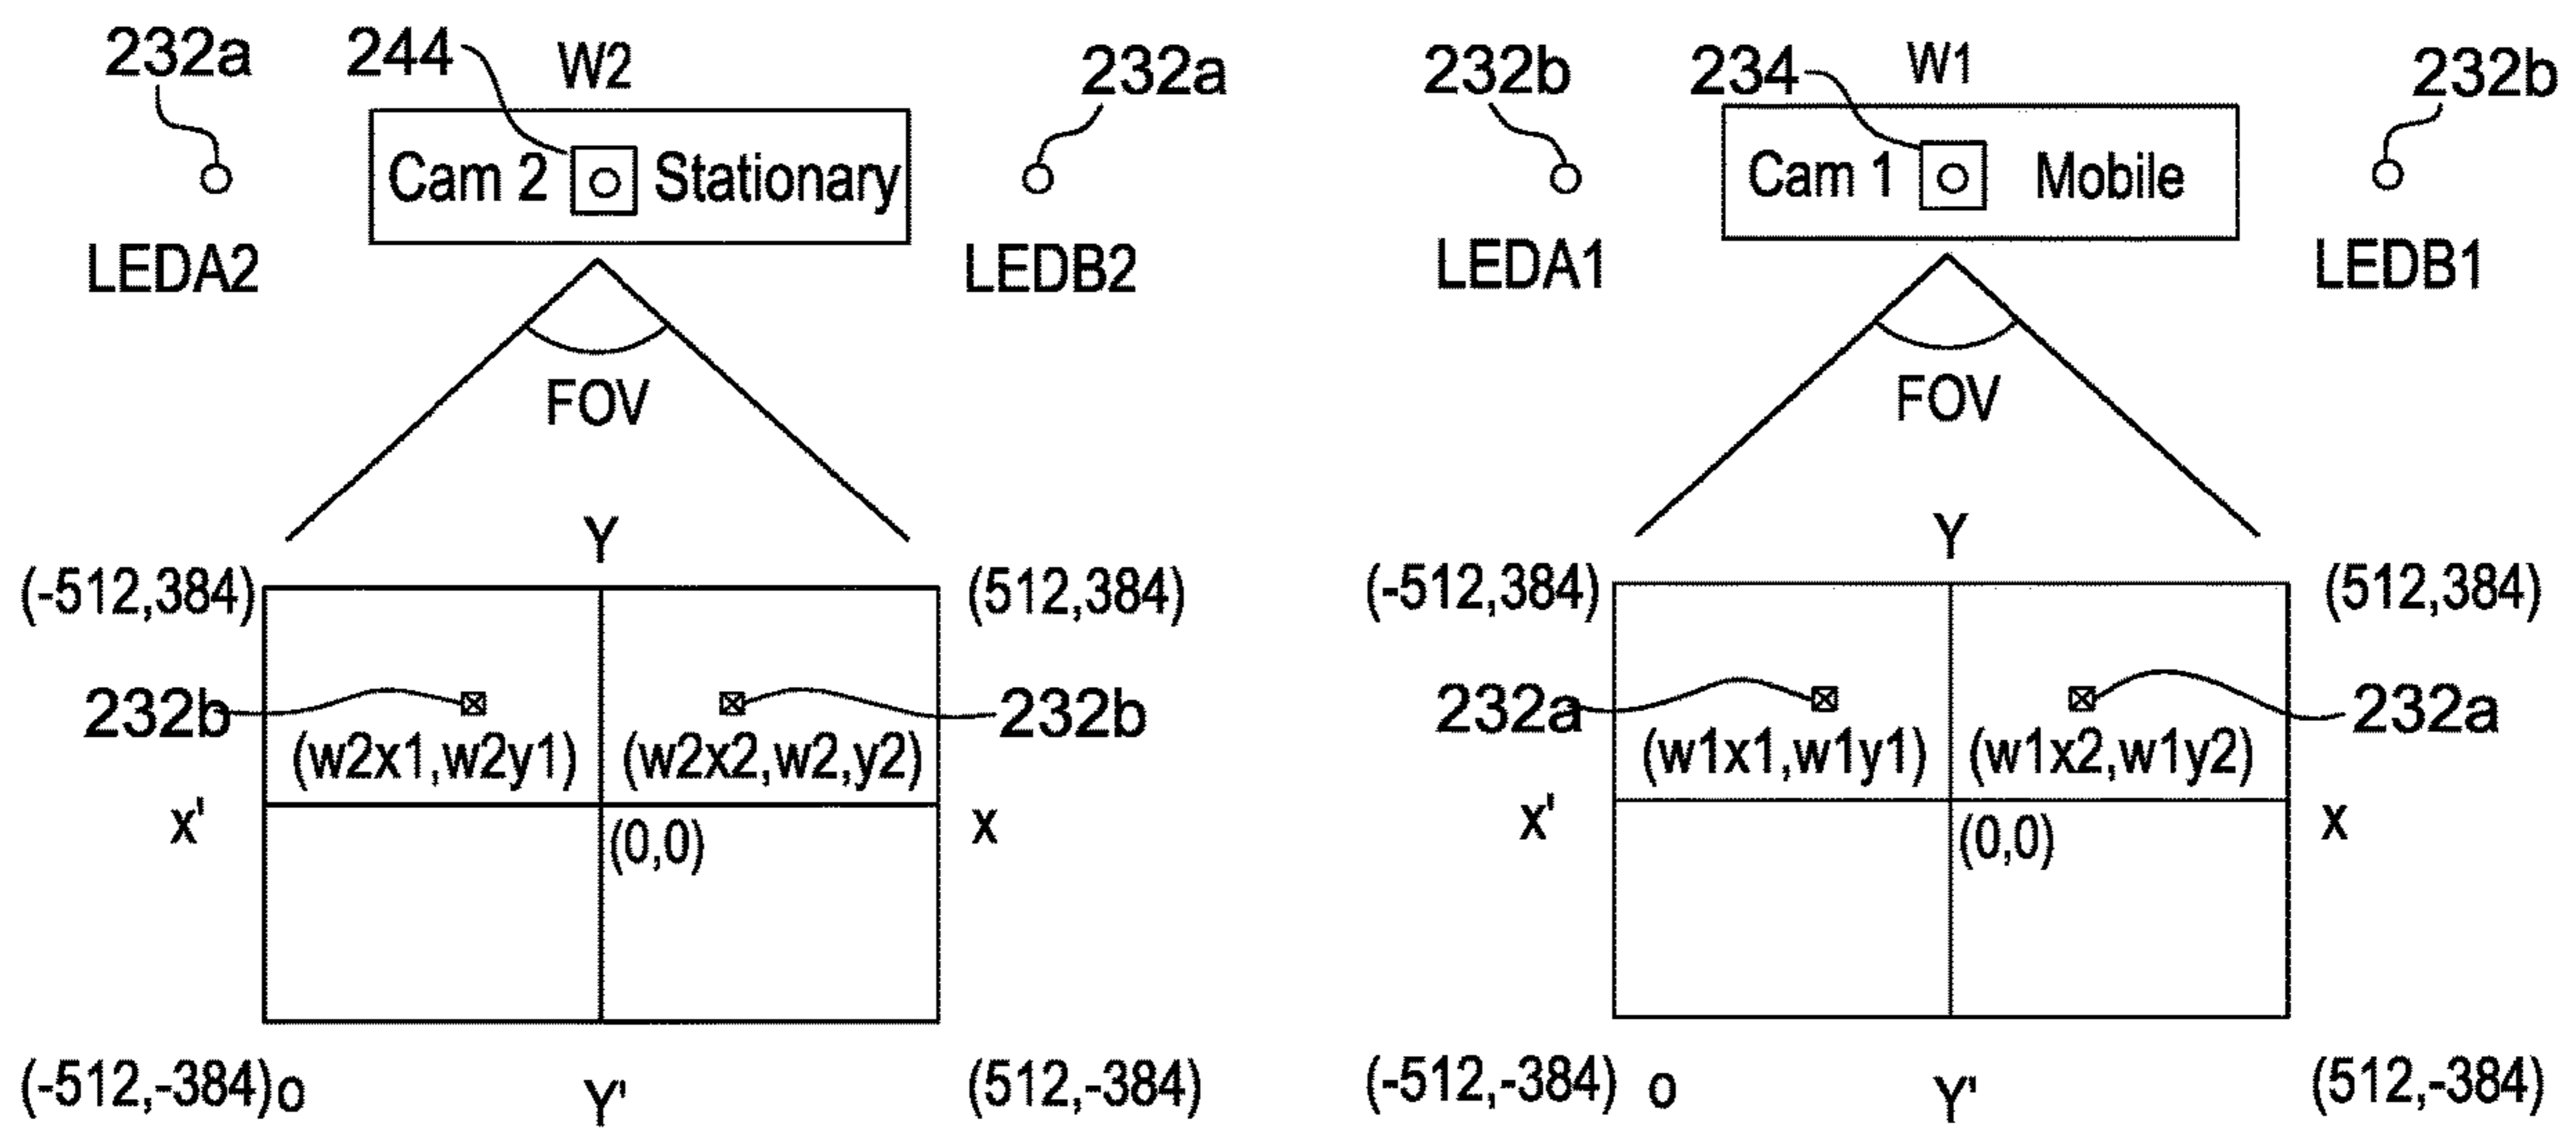 232a 244 W2 232a
Cam 2 Stationary
LEDA2 LEDB2
FOV
Y
(-512,384) (512,384)
232b 232b
(w2x1,w2y1) (w2x2,w2,y2)
x' x
(0,0)
(-512,-384) o Y' (512,-384)
232b 234 W1 232b
Cam 1 Mobile
LEDA1 LEDB1
FOV
Y
(-512,384) (512,384)
232a 232a
(w1x1,w1y1) (w1x2,w1y2)
x' x
(0,0)
(-512,-384) o Y' (512,-384)